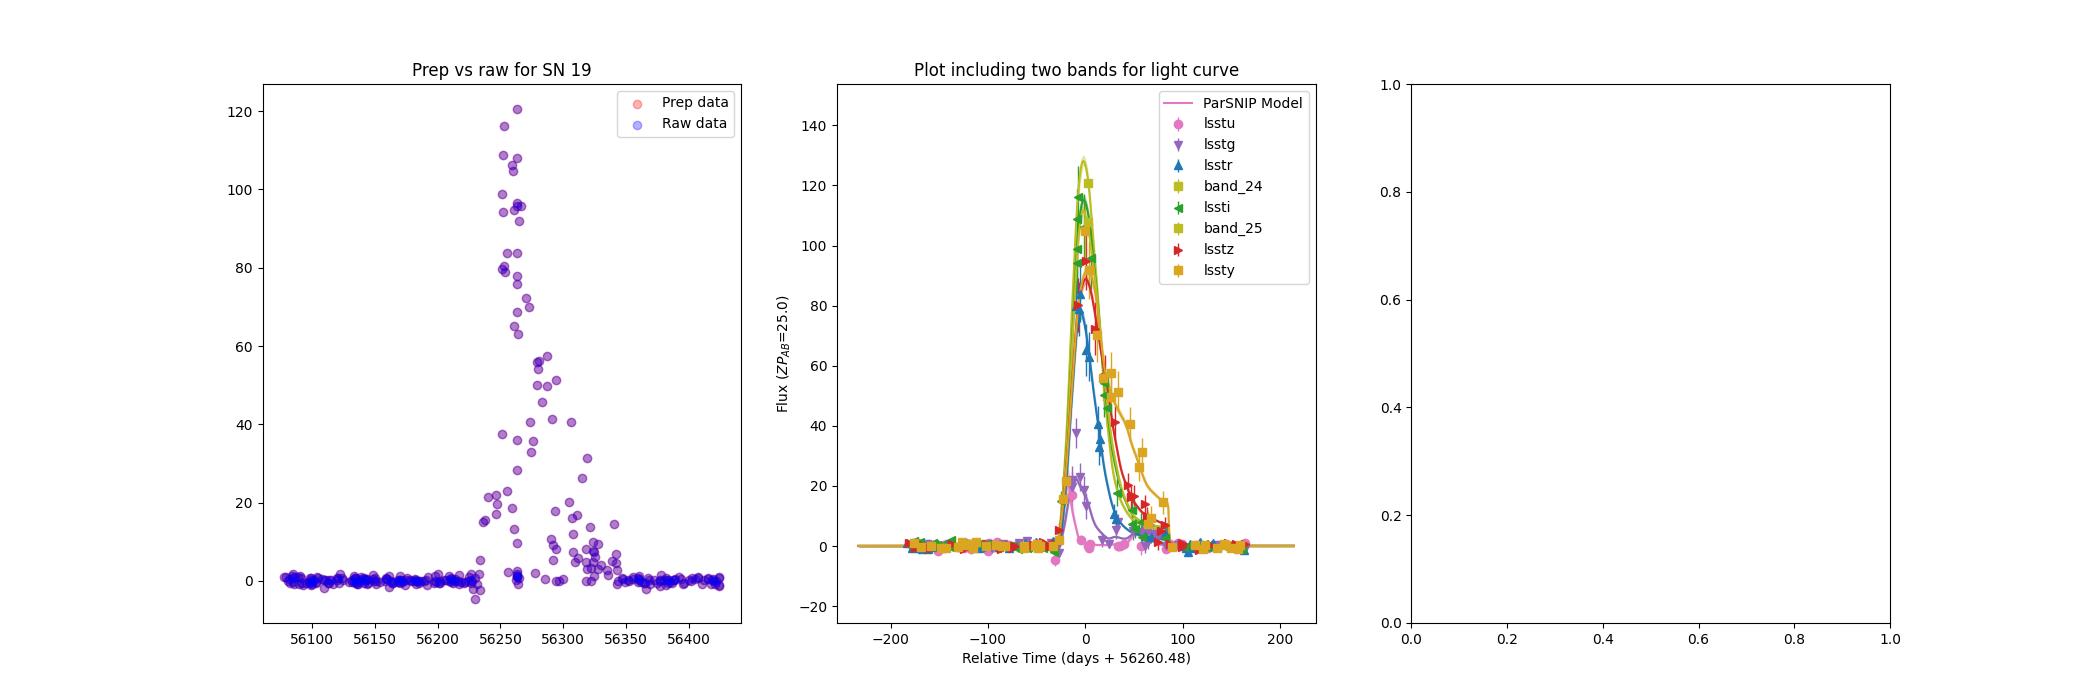 Prep vs raw for SN 19
Prep data
Raw data
120
100
80
60
40
20
0
56100 56150 56200 56250 56300 56350 56400
Plot including two bands for light curve
ParSNIP Model
lsstu
lsstg
lsstr
band_24
lssti
band_25
lsstz
lssty
Flux (ZP_AB=25.0)
140
120
100
80
60
40
20
0
−20
−200 −100 0 100 200
Relative Time (days + 56260.48)
1.0
0.8
0.6
0.4
0.2
0.0
0.0 0.2 0.4 0.6 0.8 1.0